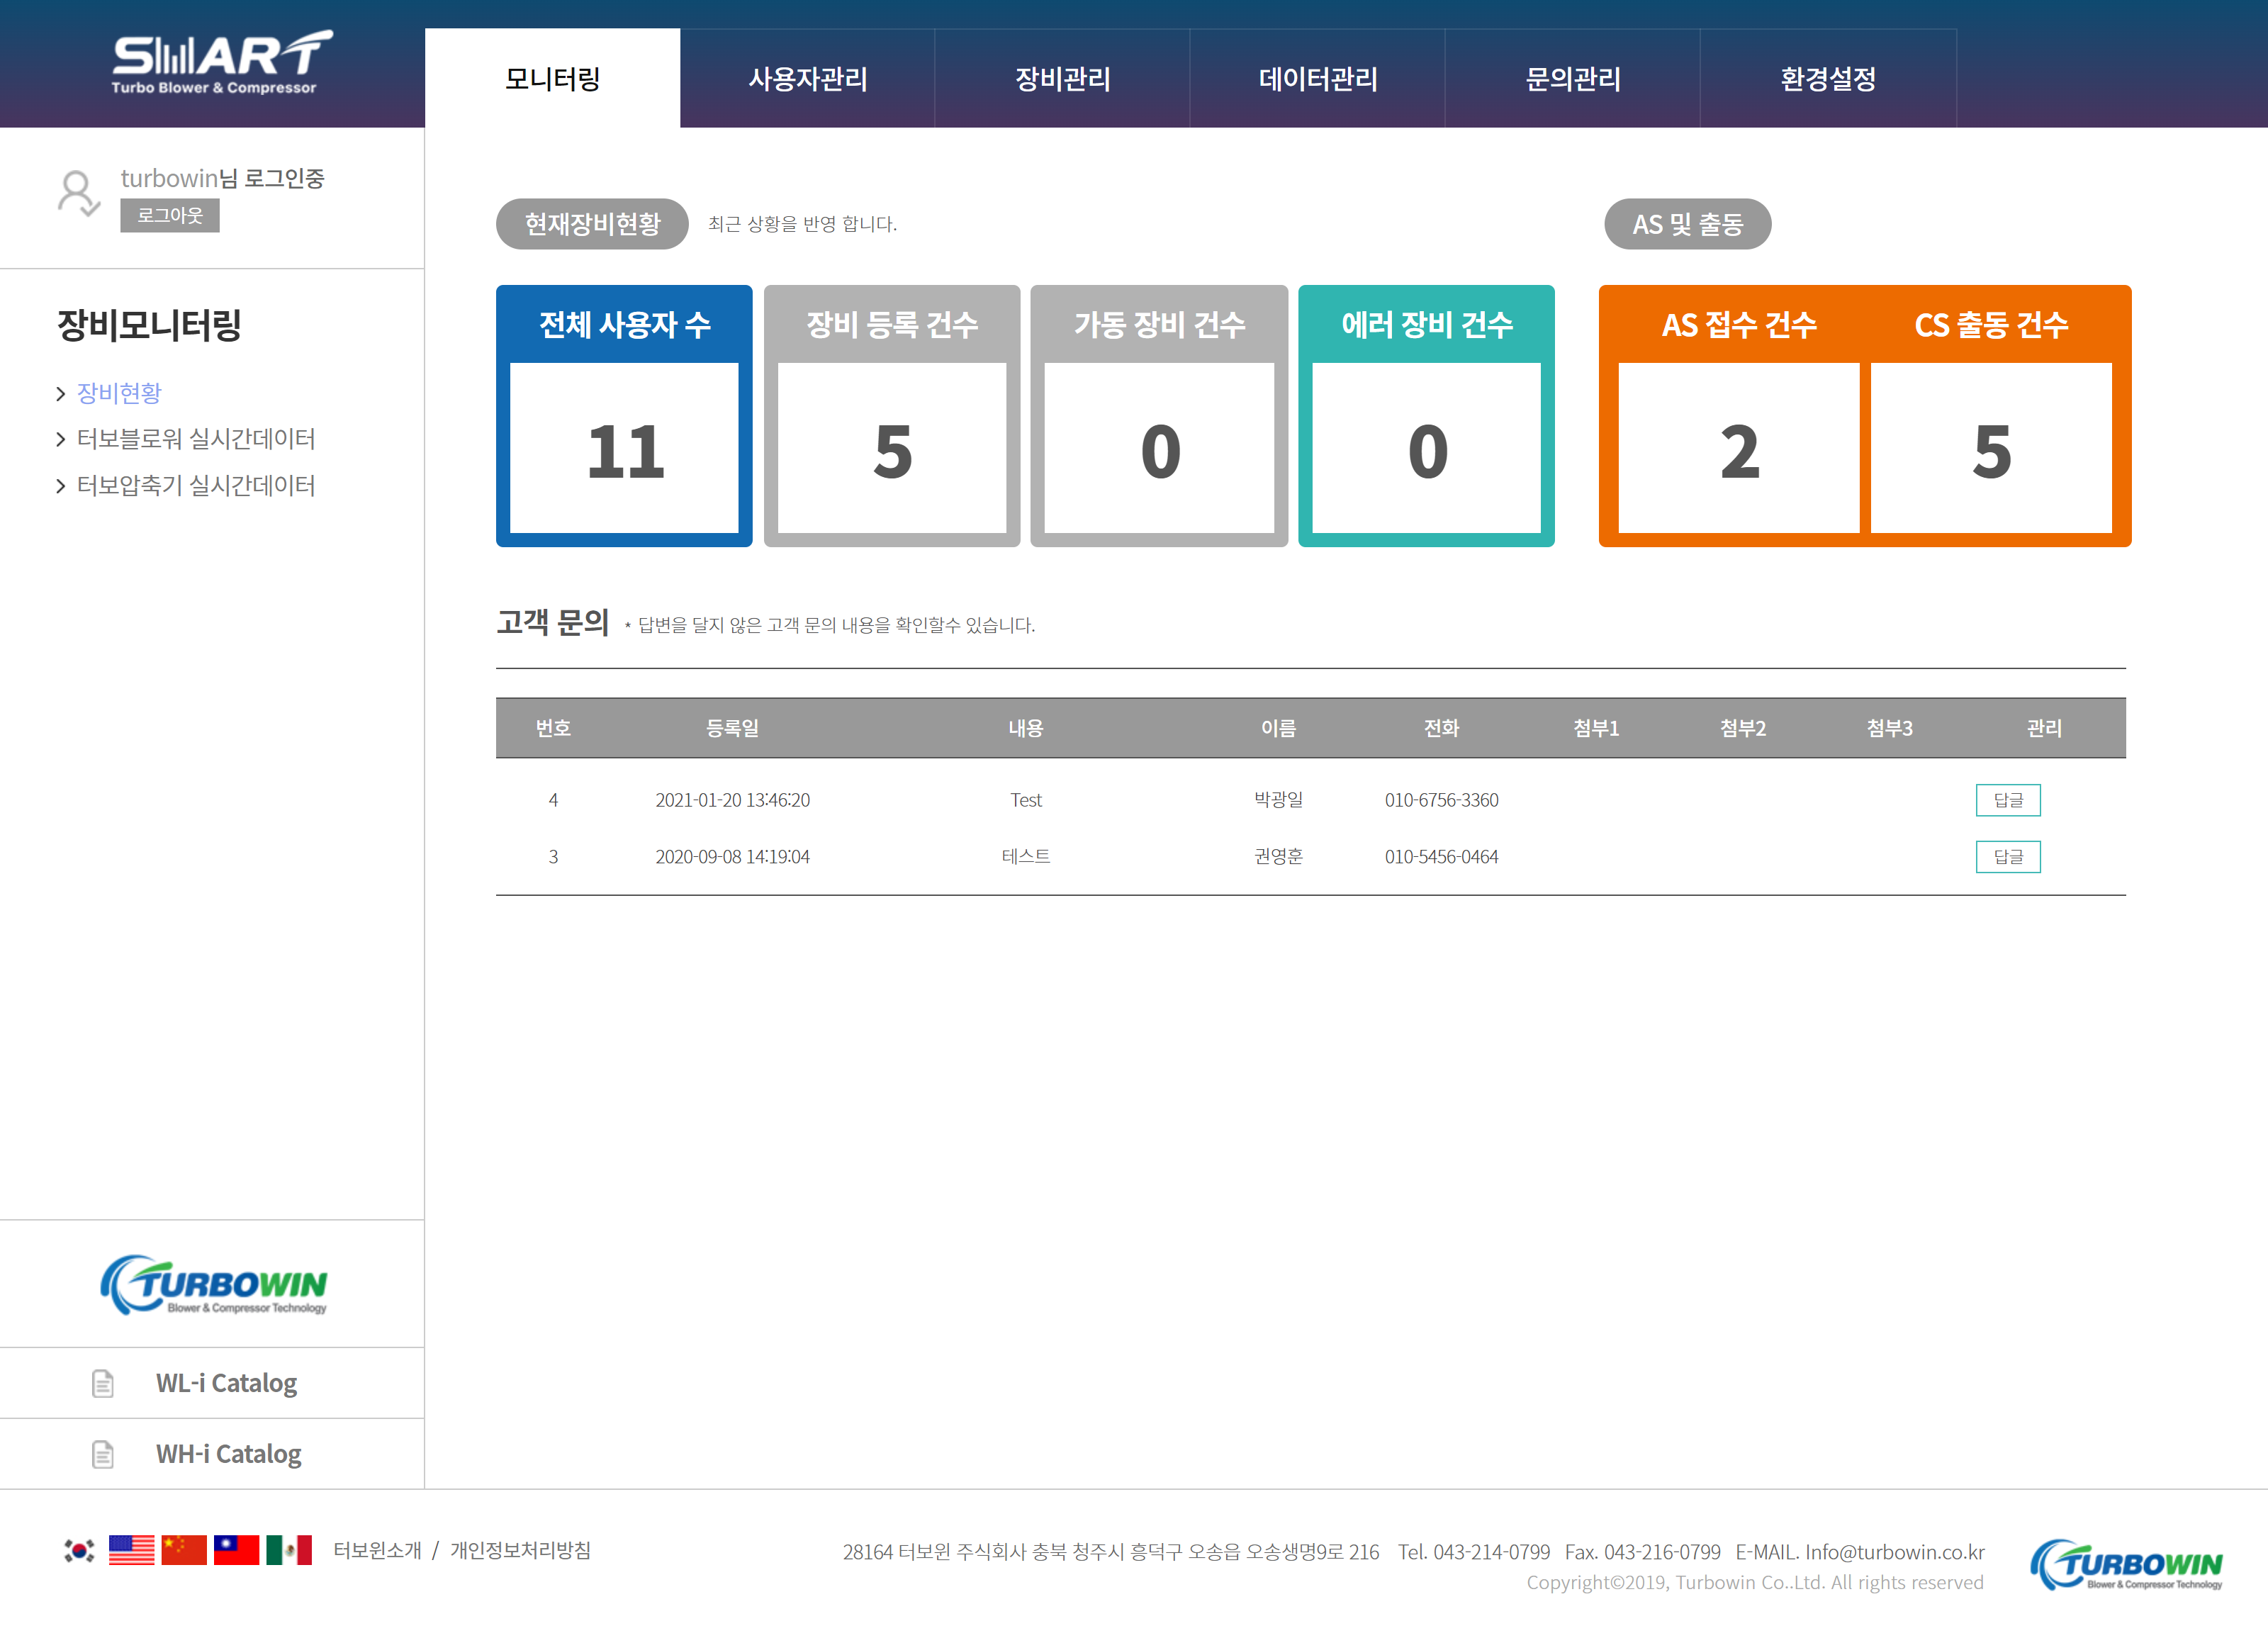 SMART
Turbo Blower & Compressor
모니터링
사용자관리
장비관리
데이터관리
문의관리
환경설정
turbowin님 로그인중
로그아웃
장비모니터링
장비현황
터보블로워 실시간데이터
터보압축기 실시간데이터
현재장비현황 최근 상황을 반영 합니다.
AS 및 출동
전체 사용자 수
11
장비 등록 건수
5
가동 장비 건수
0
에러 장비 건수
0
AS 접수 건수
2
CS 출동 건수
5
고객 문의 * 답변을 달지 않은 고객 문의 내용을 확인할수 있습니다.
번호 등록일 내용 이름 전화 첨부1 첨부2 첨부3 관리
4 2021-01-20 13:46:20 Test 박광일 010-6756-3360 답글
3 2020-09-08 14:19:04 테스트 권영훈 010-5456-0464 답글
TURBOWIN
Blower & Compressor Technology
WL-i Catalog
WH-i Catalog
터보윈소개 / 개인정보처리방침
28164 터보윈 주식회사 충북 청주시 흥덕구 오송읍 오송생명9로 216 Tel. 043-214-0799 Fax. 043-216-0799 E-MAIL. Info@turbowin.co.kr
Copyright©2019, Turbowin Co..Ltd. All rights reserved
TURBOWIN
Blower & Compressor Technology